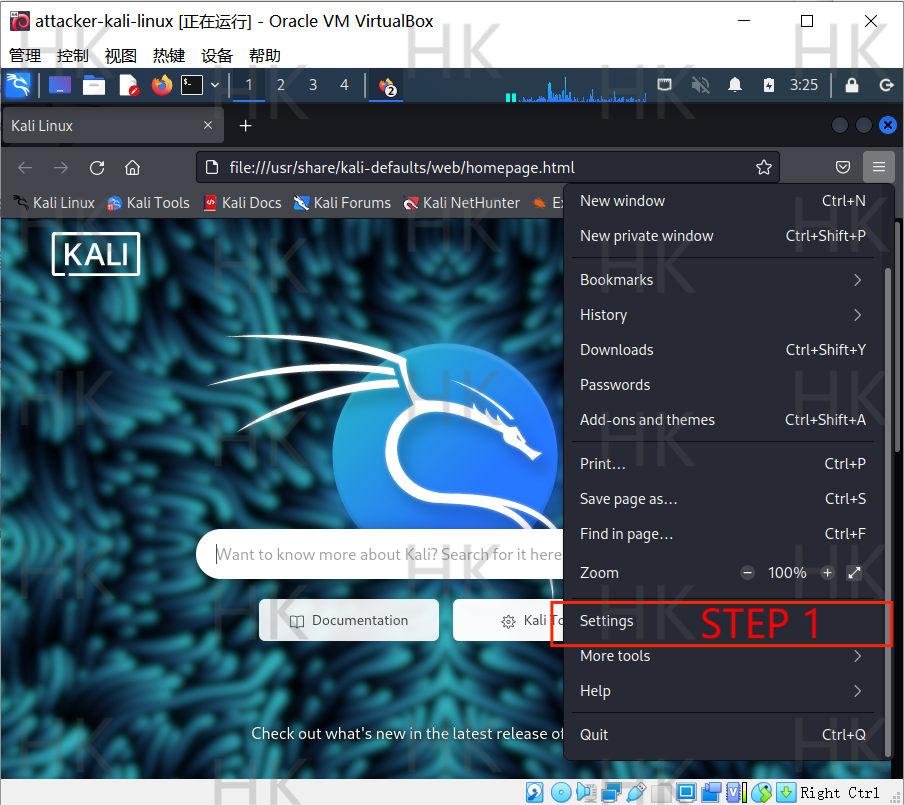 attacker-kali-linux [正在运行] - Oracle VM VirtualBox
管理 控制 视图 热键 设备 帮助
1 2 3 4 2 3:25
Kali Linux
file:///usr/share/kali-defaults/web/homepage.html
Kali Linux Kali Tools Kali Docs Kali Forums Kali NetHunter
New window Ctrl+N
KALI
New private window Ctrl+Shift+P
Bookmarks
History
Downloads Ctrl+Shift+Y
Passwords
Add-ons and themes Ctrl+Shift+A
Print… Ctrl+P
Save page as… Ctrl+S
Find in page… Ctrl+F
Want to know more about Kali? Search for it here
Zoom 100%
Documentation Kali
Settings STEP 1
More tools
Help
Check out what's new in the latest release of
Quit Ctrl+Q
Right Ctrl
HK